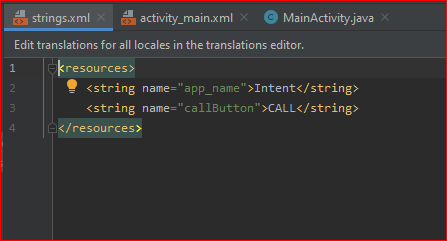 strings.xml activity_main.xml MainActivity.java
Edit translations for all locales in the translations editor.
1 <resources>
2 <string name="app_name">Intent</string>
3 <string name="callButton">CALL</string>
4 </resources>